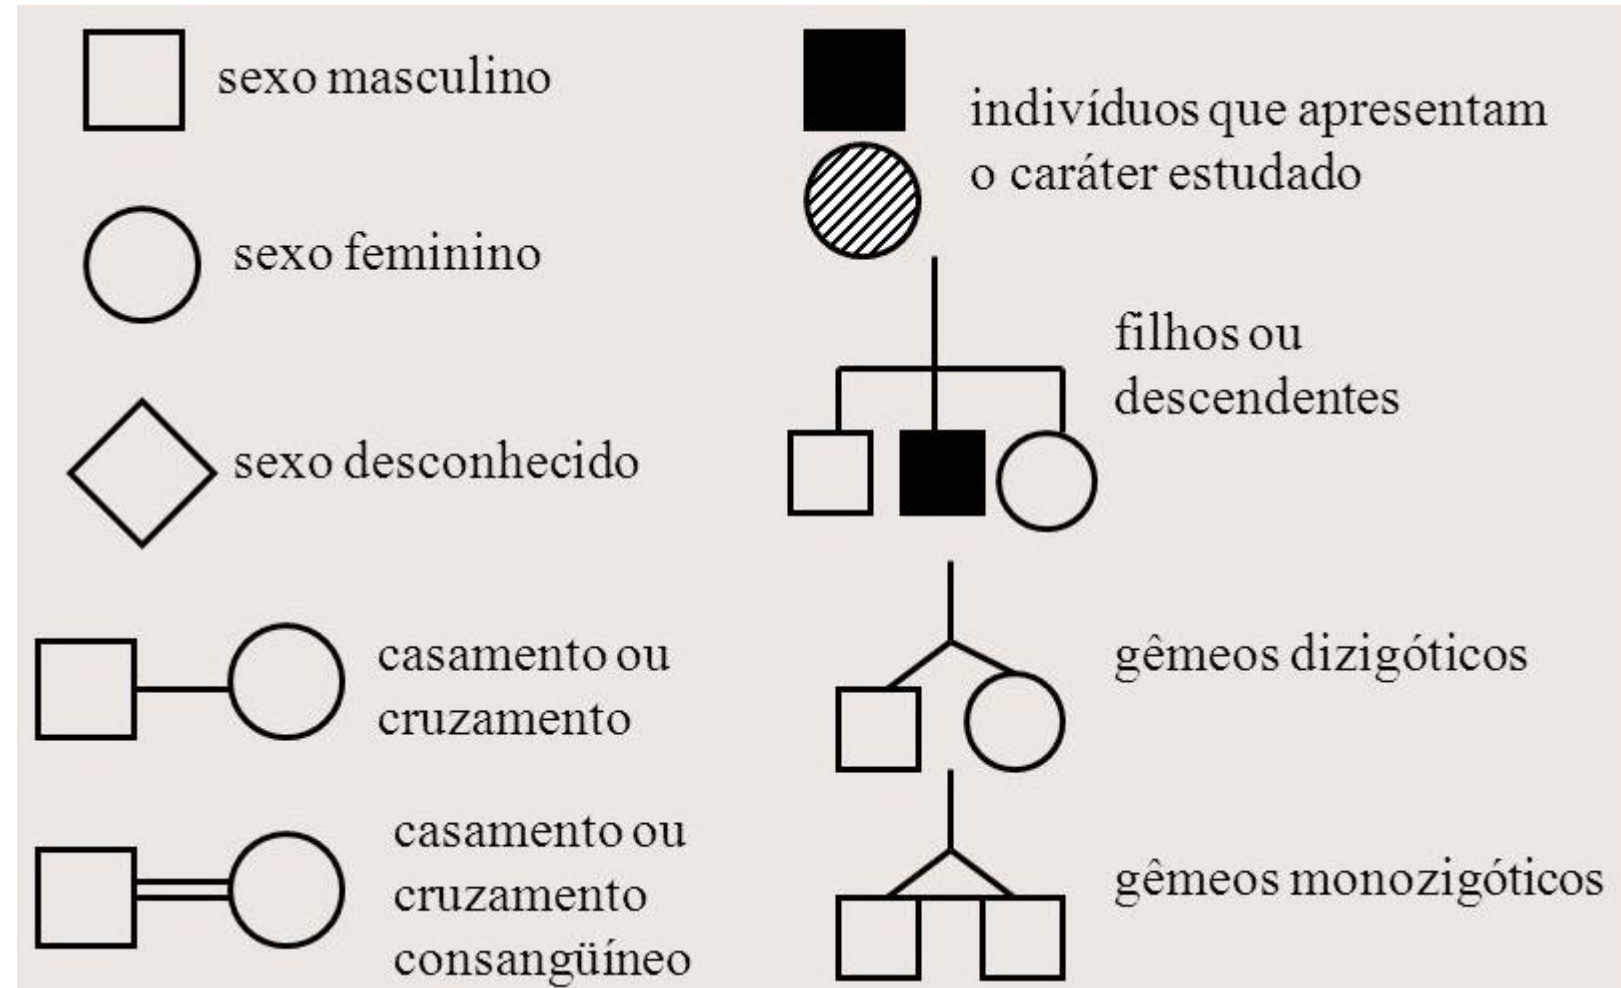 sexo masculino
sexo feminino
sexo desconhecido
casamento ou
cruzamento
casamento ou
cruzamento
consangüíneo
indivíduos que apresentam
o caráter estudado
filhos ou
descendentes
gêmeos dizigóticos
gêmeos monozigóticos